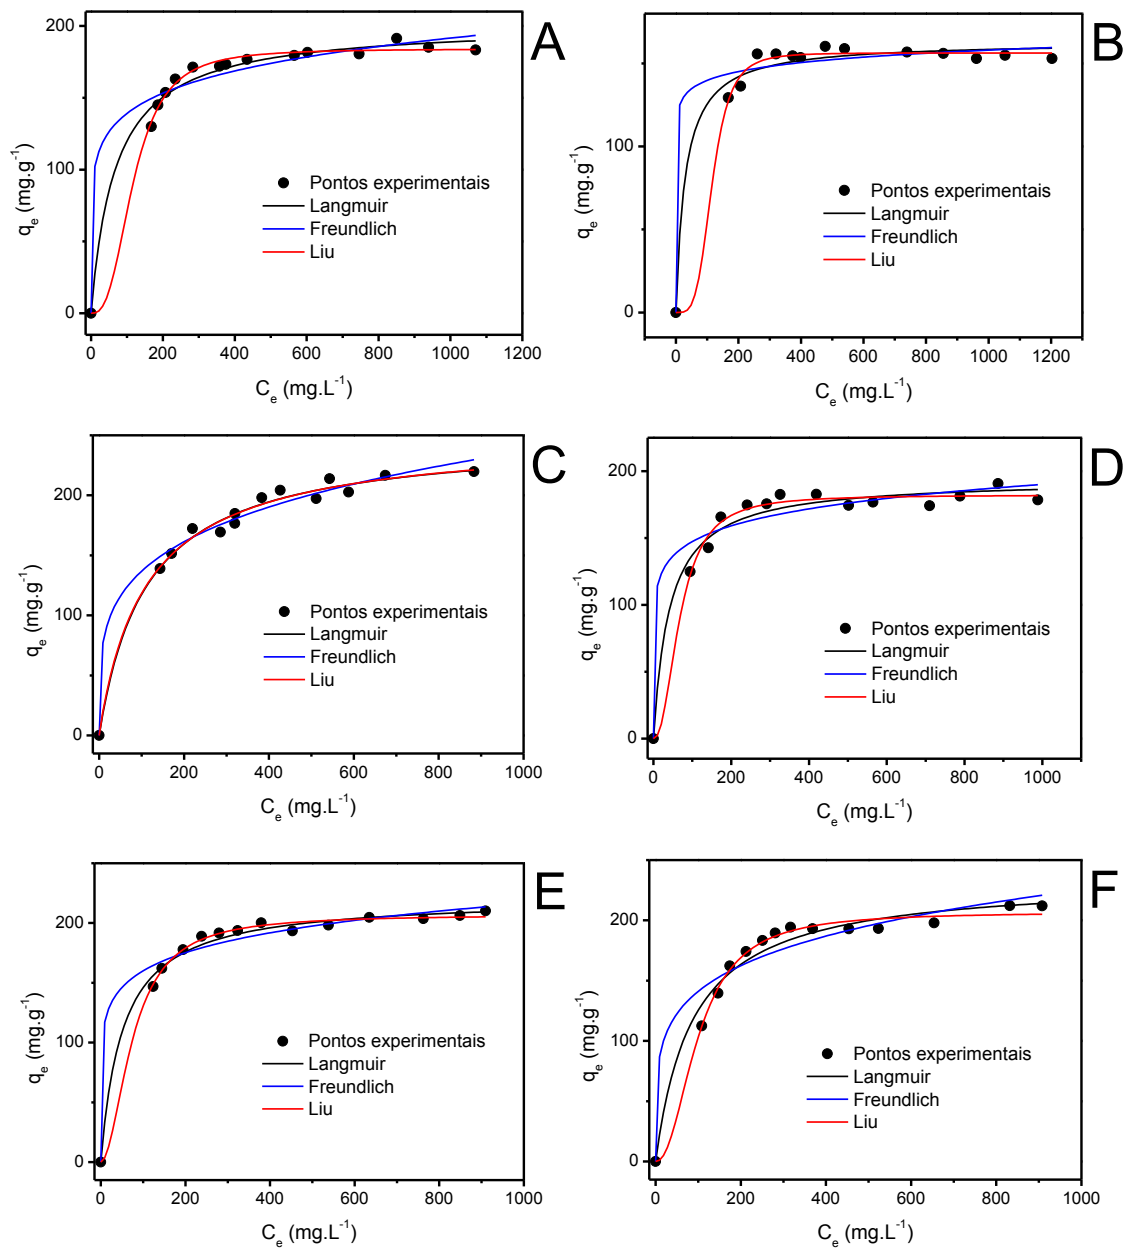 A
200
100
0
qe (mg.g-1)
Pontos experimentais
Langmuir
Freundlich
Liu
0 200 400 600 800 1000 1200
Ce (mg.L-1)
B
100
0
qe (mg.g-1)
Pontos experimentais
Langmuir
Freundlich
Liu
0 200 400 600 800 1000 1200
Ce (mg.L-1)
C
200
100
0
qe (mg.g-1)
Pontos experimentais
Langmuir
Freundlich
Liu
0 200 400 600 800 1000
Ce (mg.L-1)
D
200
100
0
qe (mg.g-1)
Pontos experimentais
Langmuir
Freundlich
Liu
0 200 400 600 800 1000
Ce (mg.L-1)
E
200
100
0
qe (mg.g-1)
Pontos experimentais
Langmuir
Freundlich
Liu
0 200 400 600 800 1000
Ce (mg.L-1)
F
200
100
0
qe (mg.g-1)
Pontos experimentais
Langmuir
Freundlich
Liu
0 200 400 600 800 1000
Ce (mg.L-1)